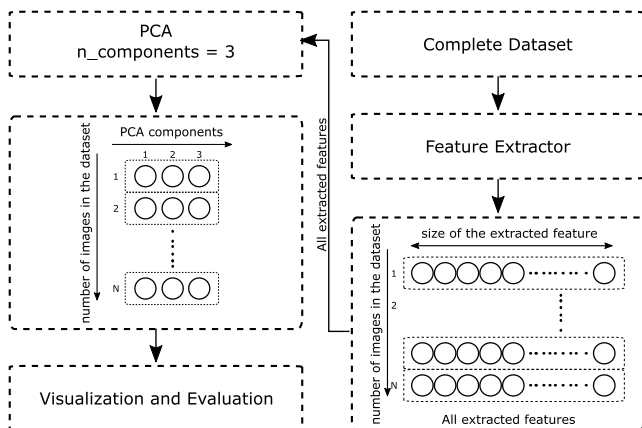 PCA
n_components = 3
Complete Dataset
Feature Extractor
PCA components
1 2 3
number of images in the dataset
1
2
N
All extracted features
size of the extracted feature
number of images in the dataset
1
2
N
All extracted features
Visualization and Evaluation